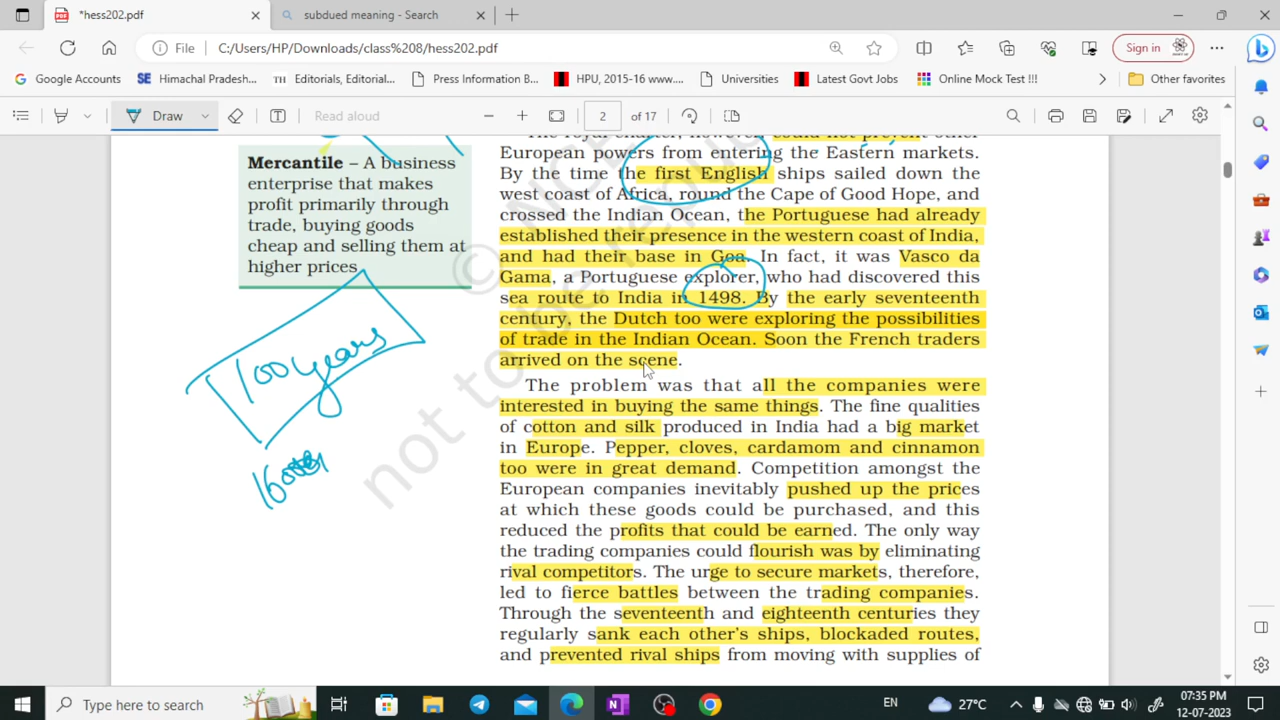 *hess202.pdf
subdued meaning - Search
File
C:/Users/HP/Downloads/class%208/hess202.pdf
Sign in
Google Accounts
SE Himachal Pradesh...
TH Editorials, Editorial...
Press Information B...
HPU, 2015-16 www....
Universities
Latest Govt Jobs
Online Mock Test !!!
Other favorites
Draw
Read aloud
2 of 17
The royal charter, however, could not prevent other
European powers from entering the Eastern markets.
By the time the first English ships sailed down the
west coast of Africa, round the Cape of Good Hope, and
crossed the Indian Ocean, the Portuguese had already
established their presence in the western coast of India,
and had their base in Goa. In fact, it was Vasco da
Gama, a Portuguese explorer, who had discovered this
sea route to India in 1498. By the early seventeenth
century, the Dutch too were exploring the possibilities
of trade in the Indian Ocean. Soon the French traders
arrived on the scene.
The problem was that all the companies were
interested in buying the same things. The fine qualities
of cotton and silk produced in India had a big market
in Europe. Pepper, cloves, cardamom and cinnamon
too were in great demand. Competition amongst the
European companies inevitably pushed up the prices
at which these goods could be purchased, and this
reduced the profits that could be earned. The only way
the trading companies could flourish was by eliminating
rival competitors. The urge to secure markets, therefore,
led to fierce battles between the trading companies.
Through the seventeenth and eighteenth centuries they
regularly sank each other's ships, blockaded routes,
and prevented rival ships from moving with supplies of
Mercantile – A business
enterprise that makes
profit primarily through
trade, buying goods
cheap and selling them at
higher prices
100 years
© NCE
not to be repu
Type here to search
EN
27°C
07:35 PM
12-07-2023